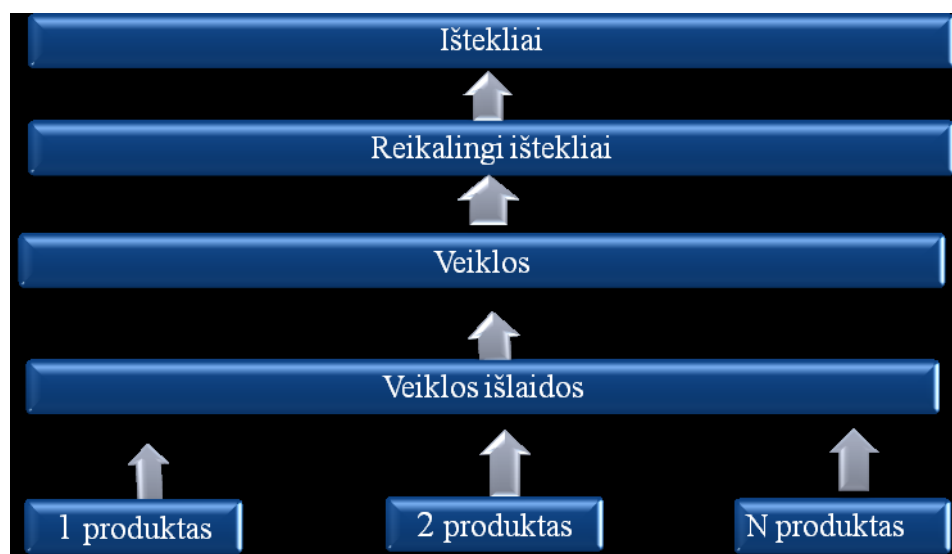 Ištekliai
Reikalingi ištekliai
Veiklos
Veiklos išlaidos
1 produktas
2 produktas
N produktas